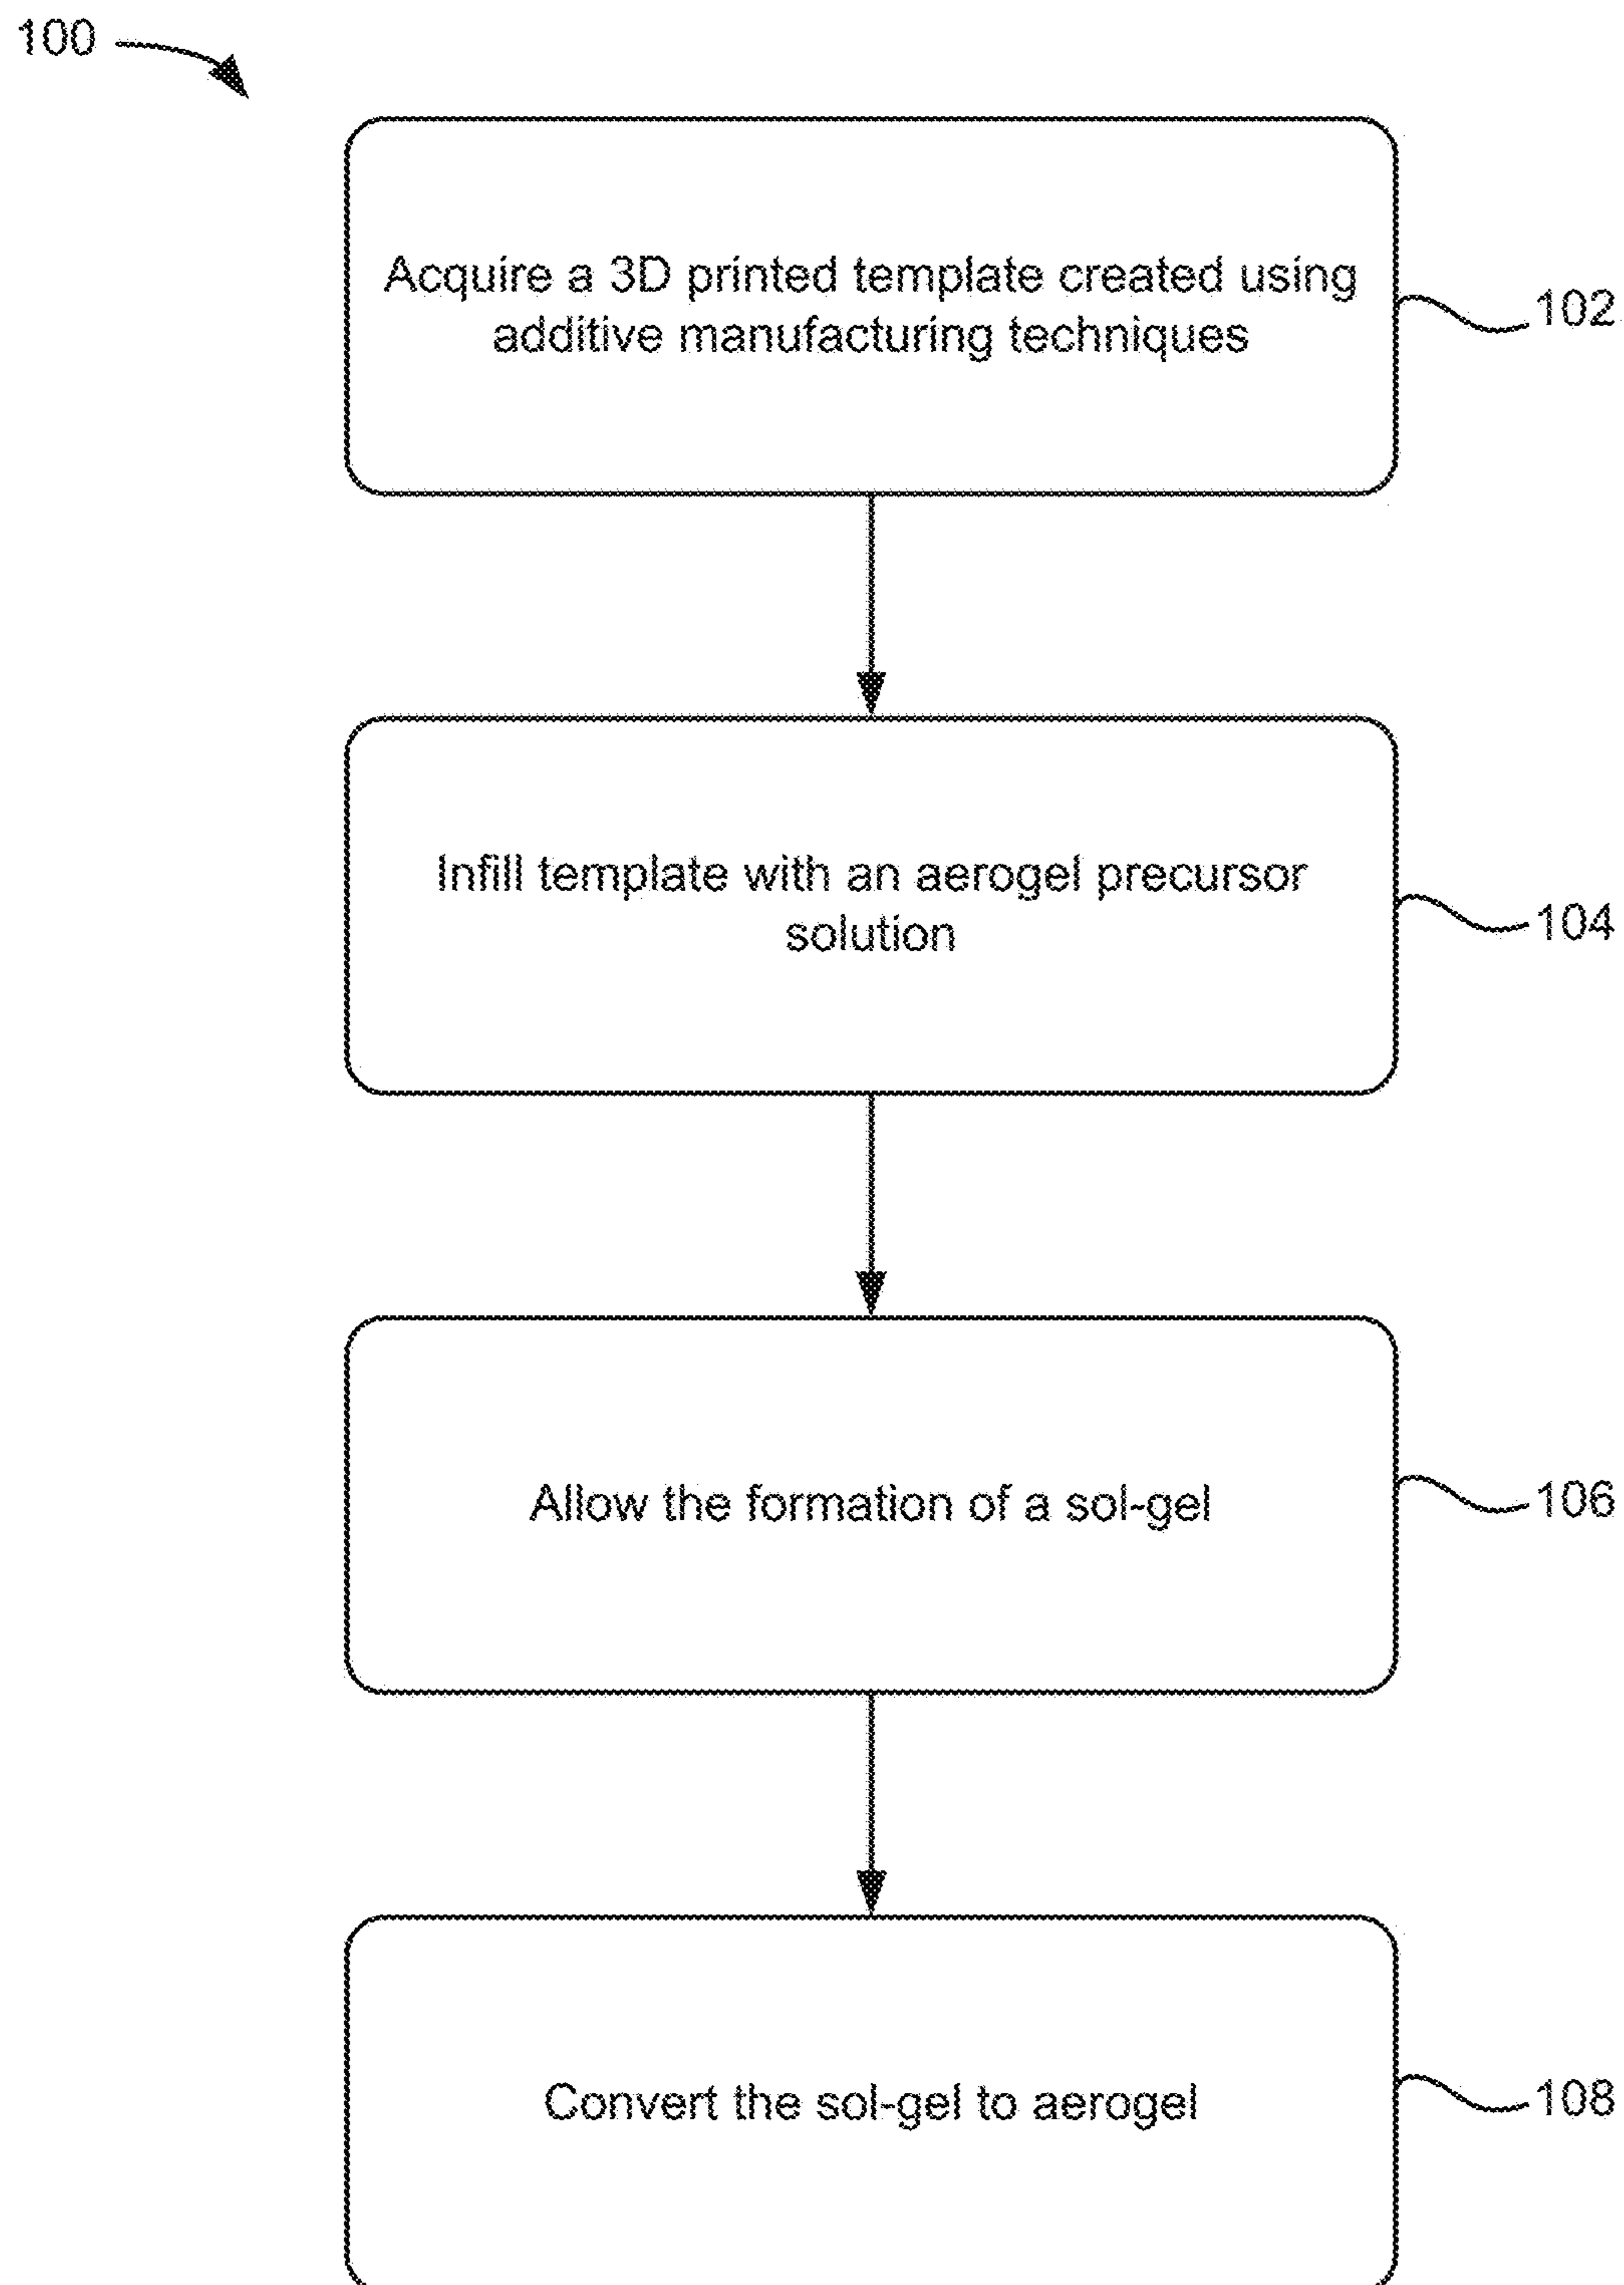 100
Acquire a 3D printed template created using
additive manufacturing techniques
102
Infill template with an aerogel precursor
solution
104
Allow the formation of a sol-gel
106
Convert the sol-gel to aerogel
108